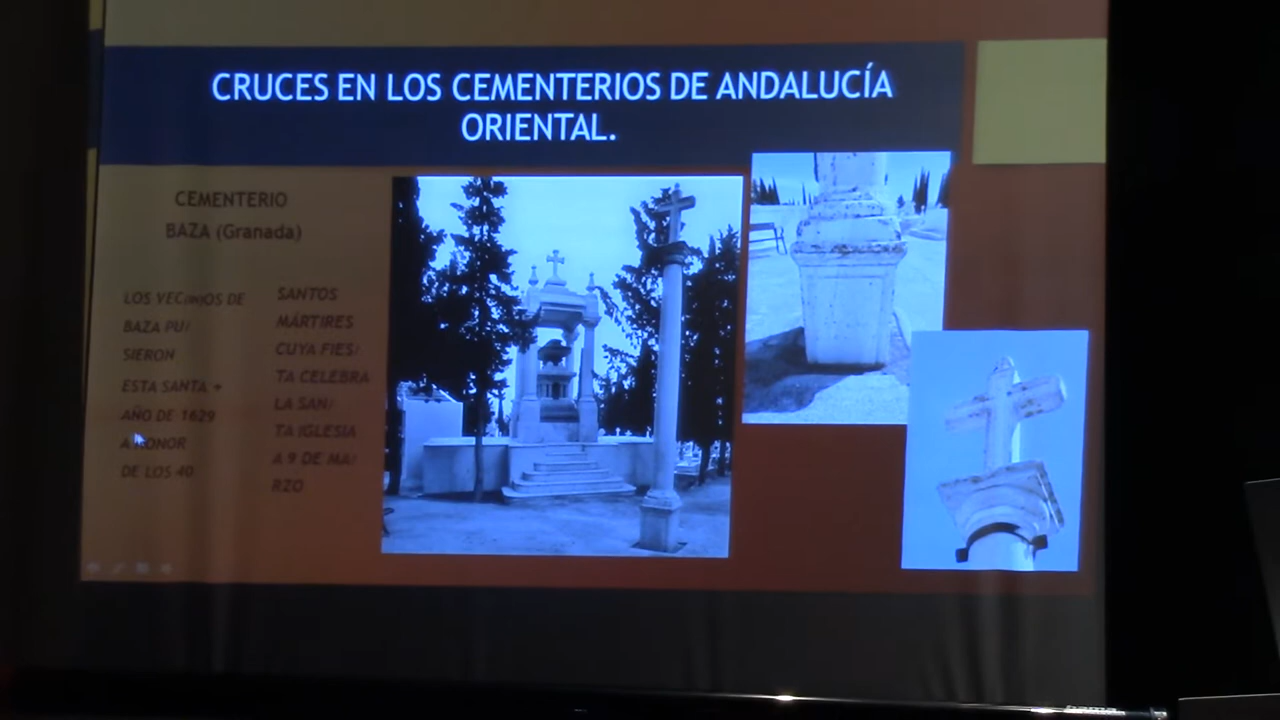 CRUCES EN LOS CEMENTERIOS DE ANDALUCÍA
ORIENTAL.
CEMENTERIO
BAZA (Granada)
LOS VEC(IN)OS DE
BAZA PU/
SIERON
ESTA SANTA +
AÑO DE 1629
A HONOR
DE LOS 40
SANTOS
MÁRTIRES
CUYA FIES/
TA CELEBRA
LA SAN/
TA IGLESIA
A 9 DE MA/
RZO